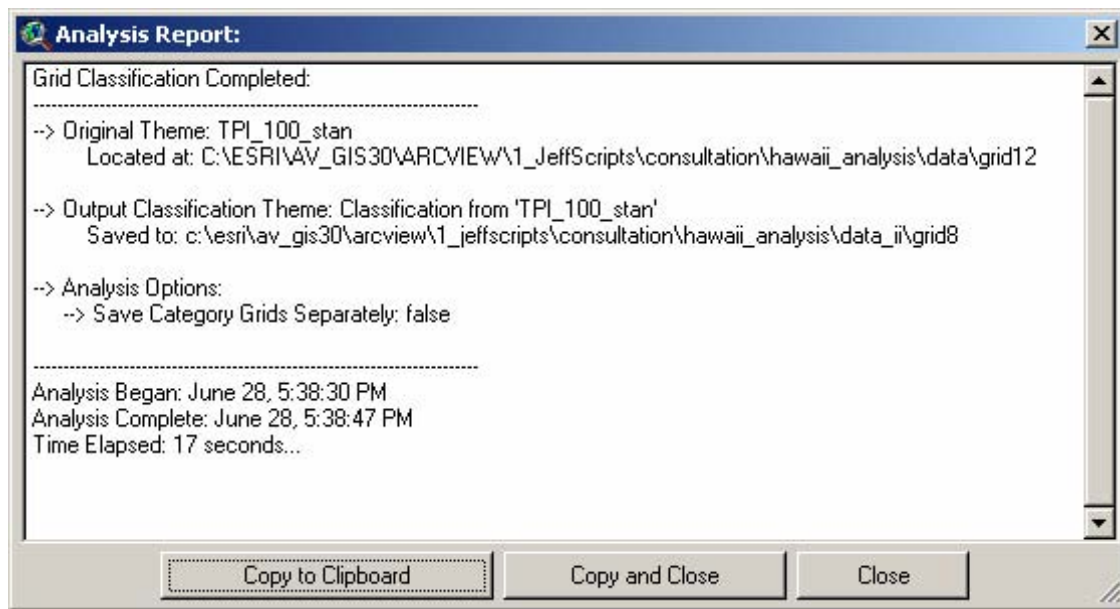 Analysis Report:
Grid Classification Completed:
--------------------------------------------------------------------------
--> Original Theme: TPI_100_stan
Located at: C:\ESRI\AV_GIS30\ARCVIEW\1_JeffScripts\consultation\hawaii_analysis\data\grid12
--> Output Classification Theme: Classification from 'TPI_100_stan'
Saved to: c:\esri\av_gis30\arcview\1_jeffscripts\consultation\hawaii_analysis\data_ii\grid8
--> Analysis Options:
--> Save Category Grids Separately: false
--------------------------------------------------------------------------
Analysis Began: June 28, 5:38:30 PM
Analysis Complete: June 28, 5:38:47 PM
Time Elapsed: 17 seconds...
Copy to Clipboard
Copy and Close
Close